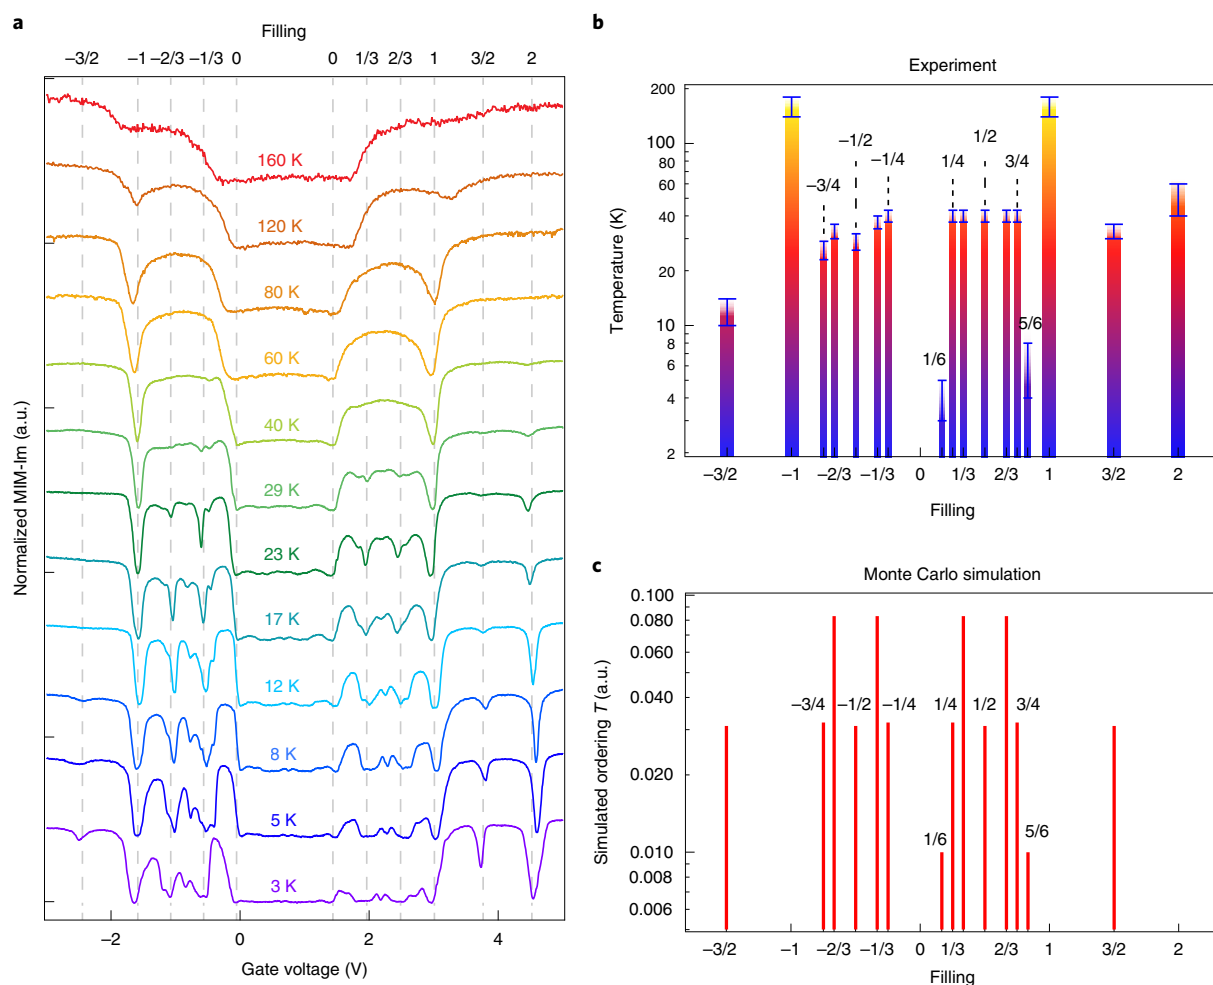 a
Filling
–3/2 –1 –2/3 –1/3 0 0 1/3 2/3 1 3/2 2
160 K
120 K
80 K
60 K
40 K
29 K
23 K
17 K
12 K
8 K
5 K
3 K
Normalized MIM-Im (a.u.)
–2 0 2 4
Gate voltage (V)
b
Experiment
200
100
80
60
40
20
10
8
6
4
2
Temperature (K)
–3/4
–1/2
–1/4
1/6
1/4
1/2
3/4
5/6
–3/2 –1 –2/3 –1/3 0 1/3 2/3 1 3/2 2
Filling
c
Monte Carlo simulation
0.100
0.080
0.060
0.040
0.020
0.010
0.008
0.006
Simulated ordering T (a.u.)
–3/4 –1/2 –1/4 1/4 1/2 3/4
1/6 5/6
–3/2 –1 –2/3 –1/3 0 1/3 2/3 1 3/2 2
Filling